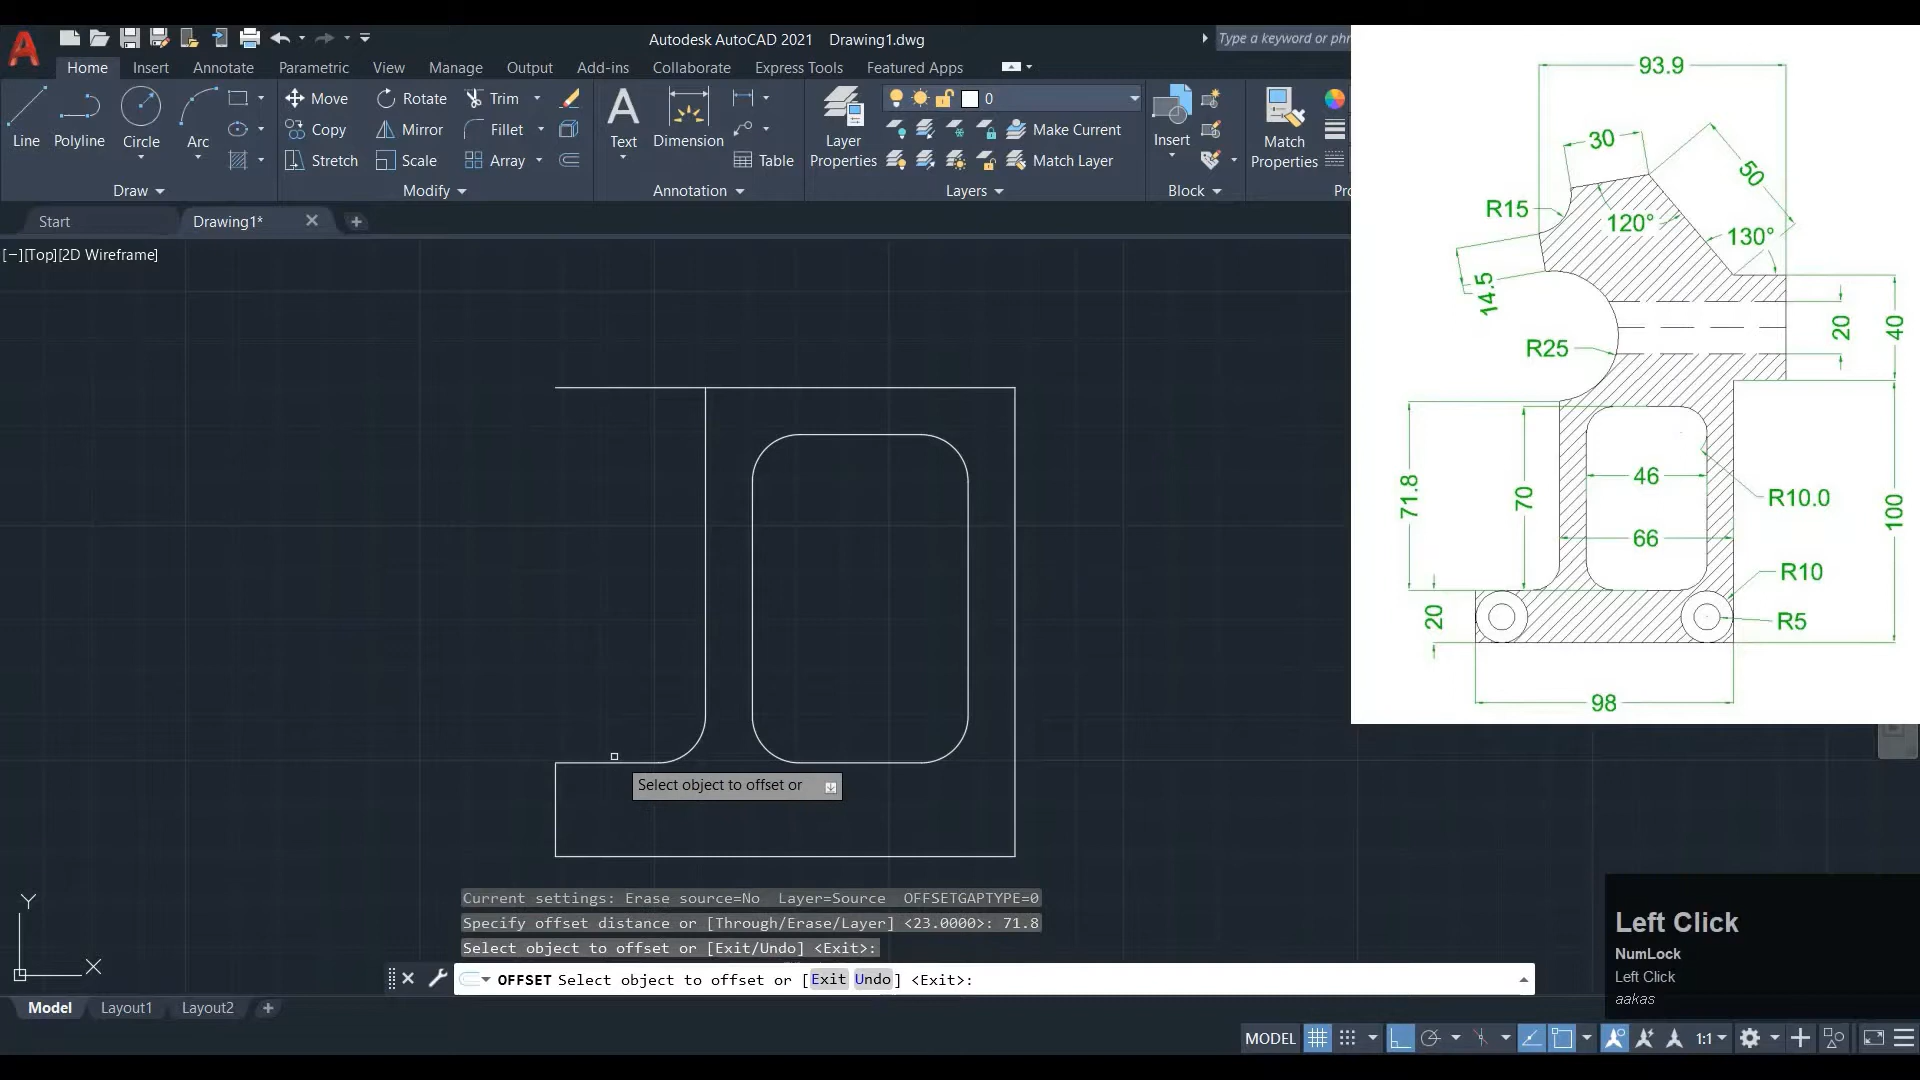 Autodesk AutoCAD 2021 Drawing1.dwg
Type a keyword or phr
Home Insert Annotate Parametric View Manage Output Add-ins Collaborate Express Tools Featured Apps
Line Polyline Circle Arc
Draw
Move Rotate Trim
Copy Mirror Fillet
Stretch Scale Array
Modify
Text Dimension Table
Annotation
Layer Properties
0
Make Current
Match Layer
Layers
Insert
Block
Match Properties
Pro
Start Drawing1*
[−][Top][2D Wireframe]
93.9
30
50
R15
120°
130°
14.5
R25
20
40
71.8
70
46
66
R10.0
100
R10
20
R5
98
Select object to offset or
Y
X
Current settings: Erase source=No Layer=Source OFFSETGAPTYPE=0
Specify offset distance or [Through/Erase/Layer] <23.0000>: 71.8
Select object to offset or [Exit/Undo] <Exit>:
OFFSET Select object to offset or [Exit Undo] <Exit>:
Left Click
NumLock
Left Click
aakas
Model Layout1 Layout2
MODEL 1:1